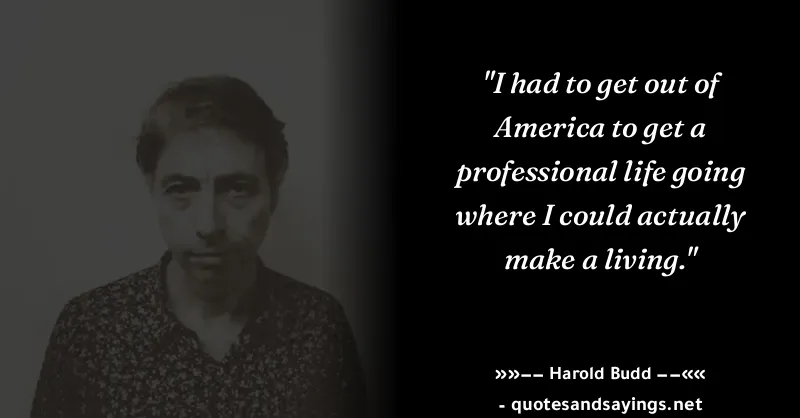 "I had to get out of
America to get a
professional life going
where I could actually
make a living."
»»−− Harold Budd −−««
- quotesandsayings.net